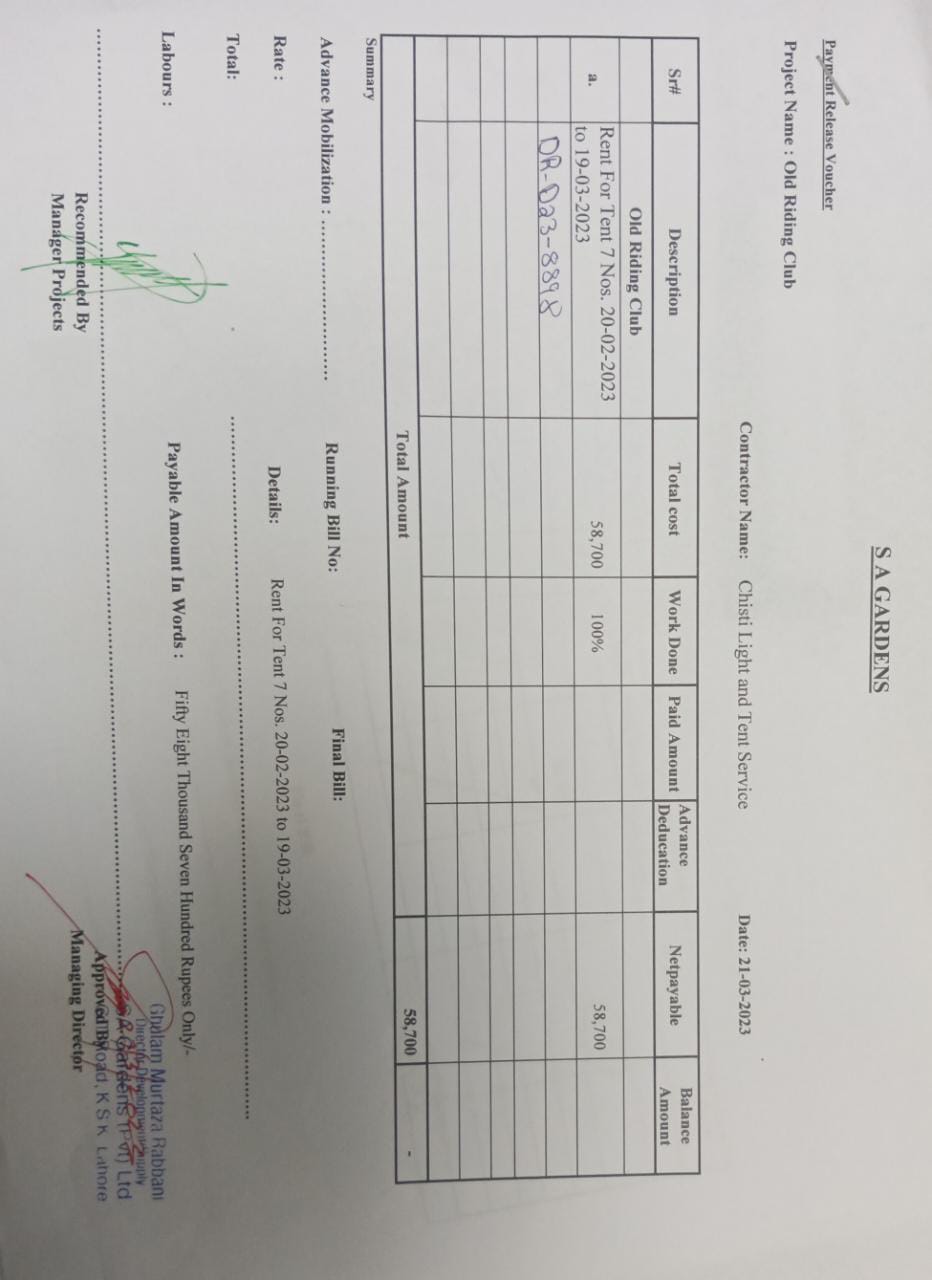 S A GARDENS
Payment Release Voucher
Project Name : Old Riding Club
Contractor Name: Chisti Light and Tent Service
Date: 21-03-2023
Sr# Description Total cost Work Done Paid Amount Advance Deducation Netpayable Balance Amount
Old Riding Club
a. Rent For Tent 7 Nos. 20-02-2023 to 19-03-2023 58,700 100% 58,700
DR-D23-8898
Total Amount 58,700 -
Summary
Advance Mobilization : Running Bill No: Final Bill:
Rate : Details: Rent For Tent 7 Nos. 20-02-2023 to 19-03-2023
Total:
Labours : Payable Amount In Words : Fifty Eight Thousand Seven Hundred Rupees Only/-
Recommended By
Manager Projects
Approved By
Managing Director
Ghulam Murtaza Rabbani
Director Development
Gardens (Pvt) Ltd
Road, K S K Lahore